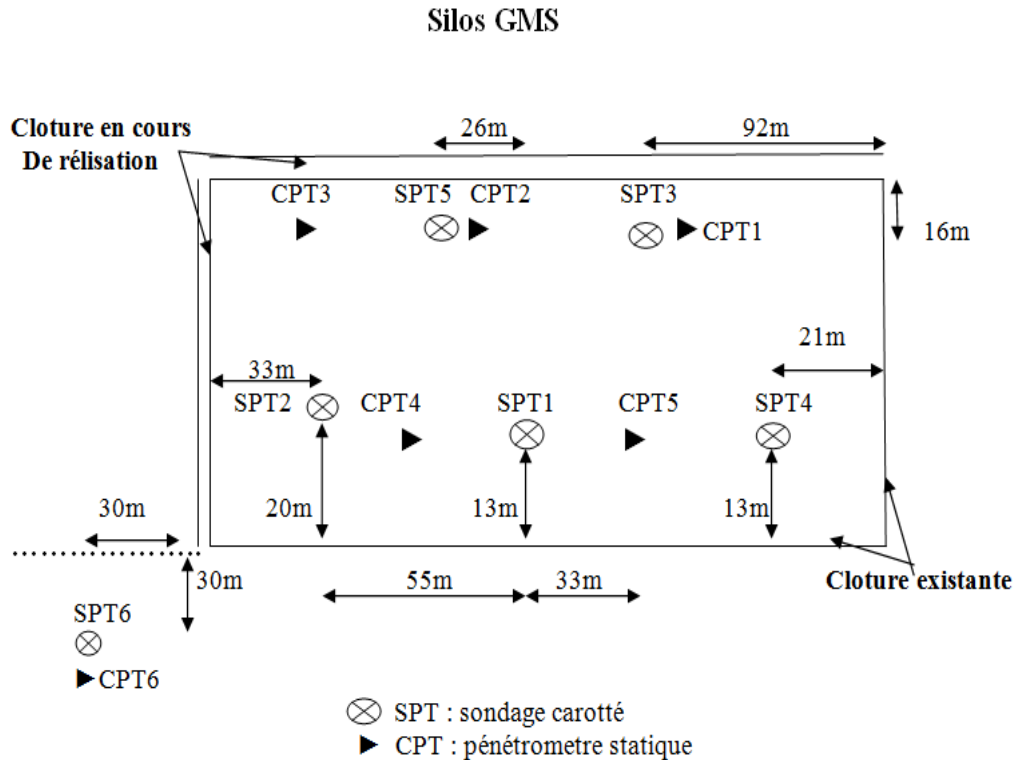 Silos GMS
Cloture en cours
De rélisation
26m
92m
CPT3
SPT5
CPT2
SPT3
CPT1
16m
21m
33m
SPT2
CPT4
SPT1
CPT5
SPT4
30m
20m
13m
13m
30m
55m
33m
Cloture existante
SPT6
CPT6
SPT : sondage carotté
CPT : pénétrometre statique